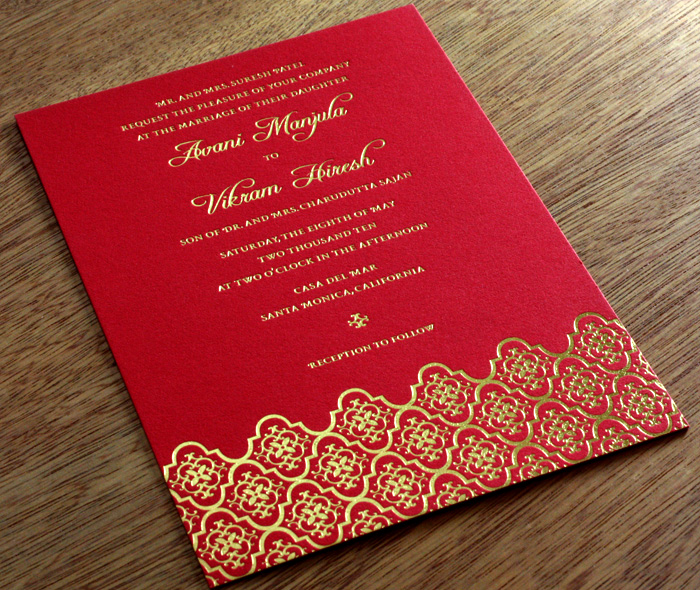 MR. AND MRS. SURESH PATEL
REQUEST THE PLEASURE OF YOUR COMPANY
AT THE MARRIAGE OF THEIR DAUGHTER
Avani Manjula
TO
Vikram Hiresh
SON OF DR. AND MRS. CHARUDUTTA SAJAN
SATURDAY, THE EIGHTH OF MAY
TWO THOUSAND TEN
AT TWO O'CLOCK IN THE AFTERNOON
CASA DEL MAR
SANTA MONICA, CALIFORNIA
RECEPTION TO FOLLOW